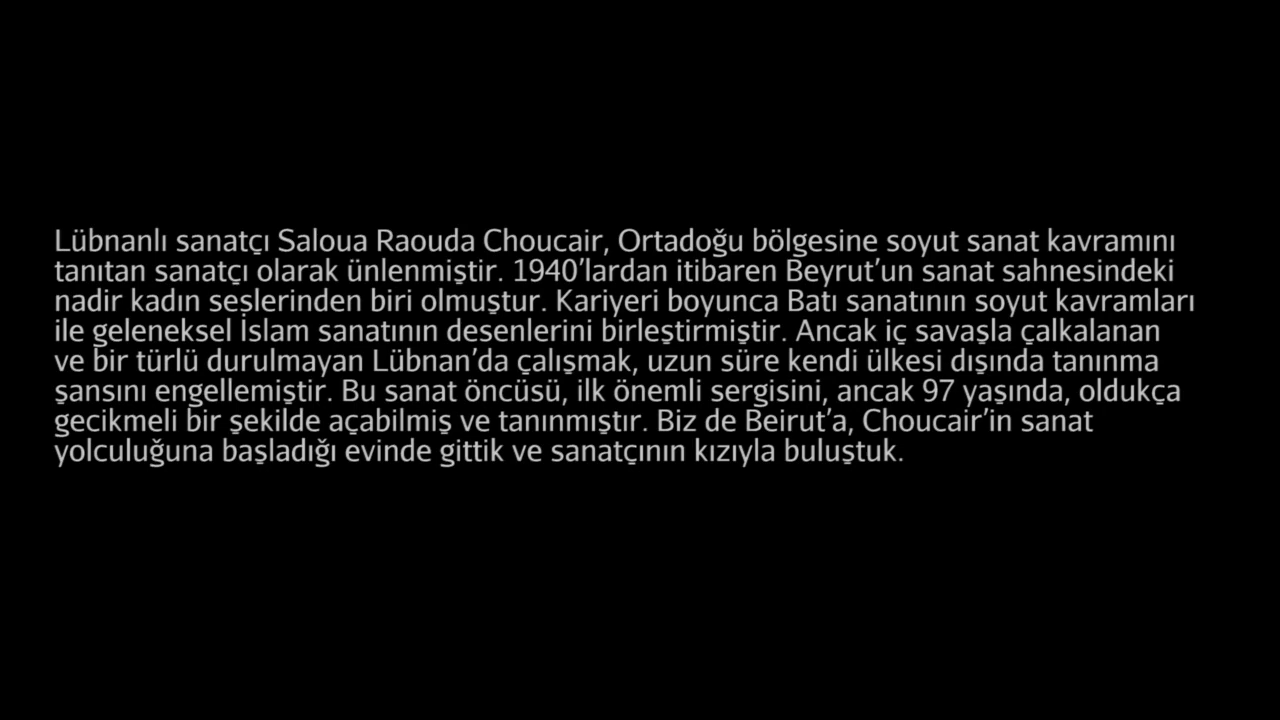 Lübnanlı sanatçı Saloua Raouda Choucair, Ortadoğu bölgesine soyut sanat kavramını
tanıtan sanatçı olarak ünlenmiştir. 1940’lardan itibaren Beyrut’un sanat sahnesindeki
nadir kadın seslerinden biri olmuştur. Kariyeri boyunca Batı sanatının soyut kavramları
ile geleneksel İslam sanatının desenlerini birleştirmiştir. Ancak iç savaşla çalkalanan
ve bir türlü durulmayan Lübnan’da çalışmak, uzun süre kendi ülkesi dışında tanınma
şansını engellemiştir. Bu sanat öncüsü, ilk önemli sergisini, ancak 97 yaşında, oldukça
gecikmeli bir şekilde açabilmiş ve tanınmıştır. Biz de Beirut’a, Choucair’in sanat
yolculuğuna başladığı evinde gittik ve sanatçının kızıyla buluştuk.